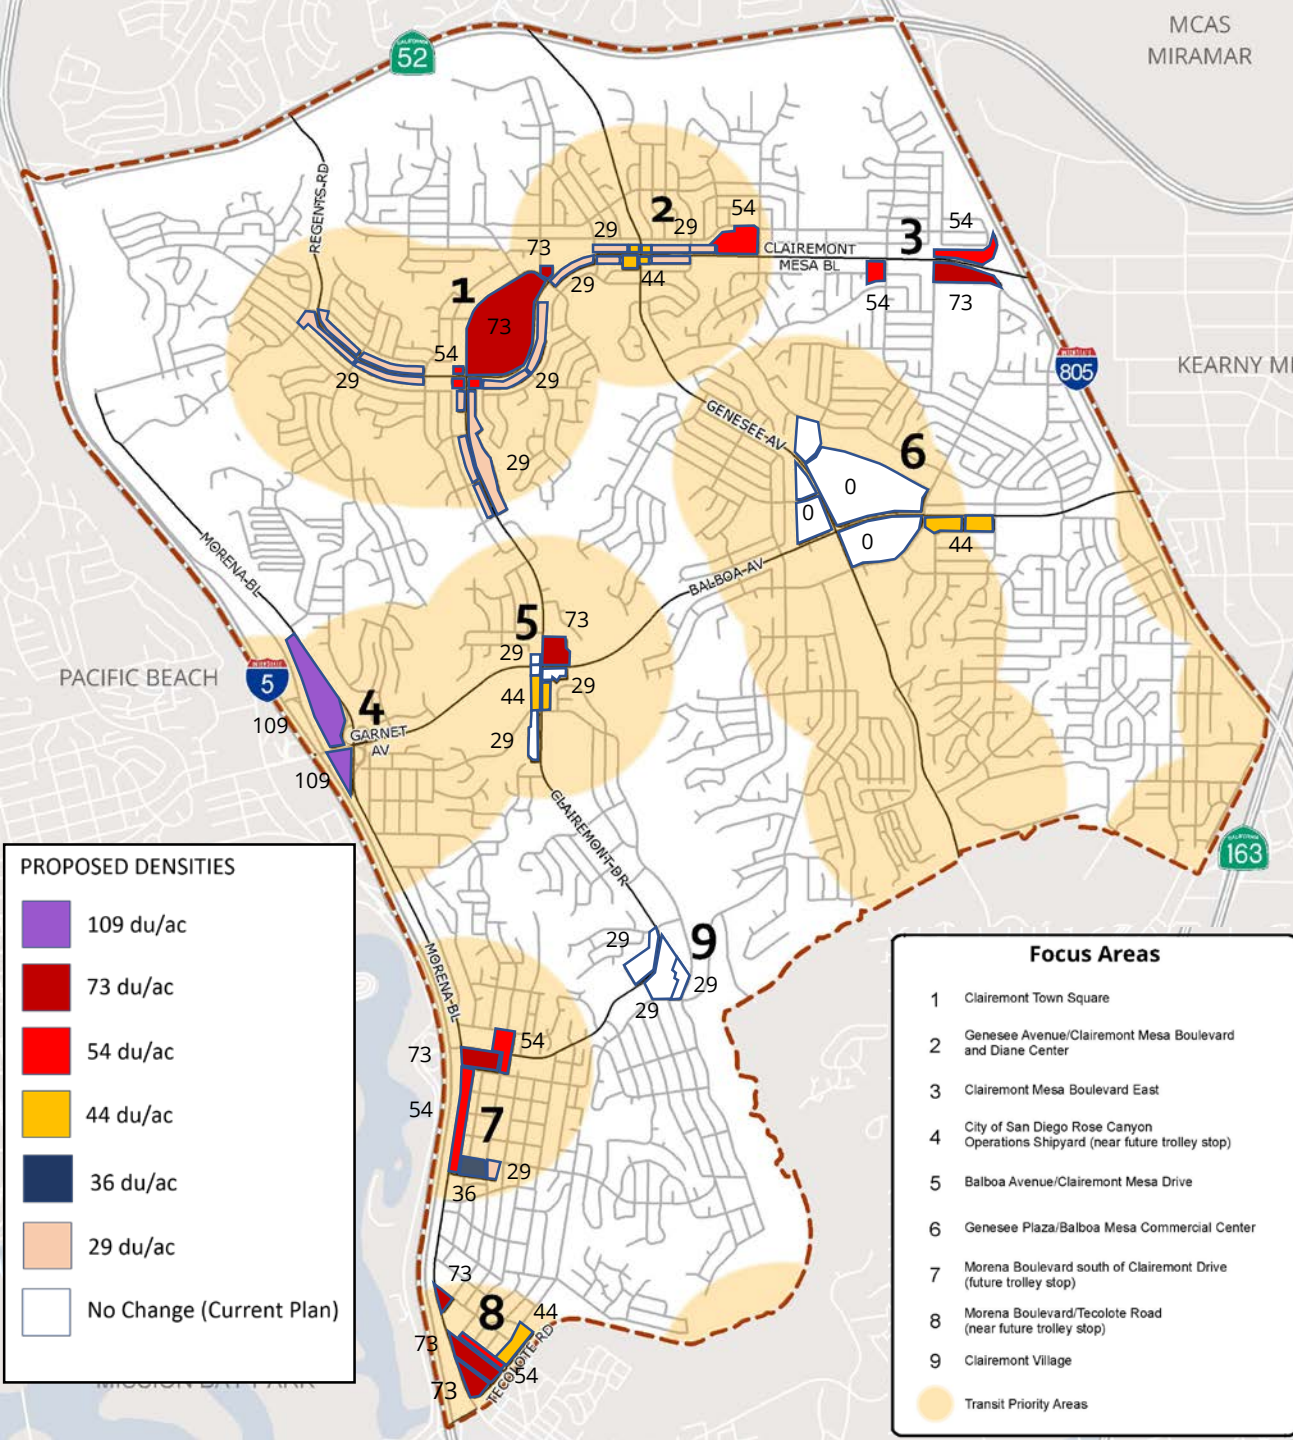 MCAS
MIRAMAR
CALIFORNIA
52
REGENTS RD
2
54
29
29
3
54
73
CLAIREMONT
MESA BL
44
29
54
73
1
73
54
29
29
INTERSTATE
805
KEARNY ME
GENESEE AV
6
29
0
0
0
44
MORENA BL
BALBOA AV
5
73
29
29
44
29
PACIFIC BEACH
INTERSTATE
5
4
109
GARNET
AV
109
CLAIREMONT DR
CALIFORNIA
163
PROPOSED DENSITIES
109 du/ac
73 du/ac
54 du/ac
44 du/ac
36 du/ac
29 du/ac
No Change (Current Plan)
MORENA BL
29
9
29
29
54
73
54
7
29
36
73
8
44
73
54
73
TECOLOTE RD
MISSION BAY PARK
Focus Areas
1 Clairemont Town Square
2 Genesee Avenue/Clairemont Mesa Boulevard
and Diane Center
3 Clairemont Mesa Boulevard East
4 City of San Diego Rose Canyon
Operations Shipyard (near future trolley stop)
5 Balboa Avenue/Clairemont Mesa Drive
6 Genesee Plaza/Balboa Mesa Commercial Center
7 Morena Boulevard south of Clairemont Drive
(future trolley stop)
8 Morena Boulevard/Tecolote Road
(near future trolley stop)
9 Clairemont Village
Transit Priority Areas